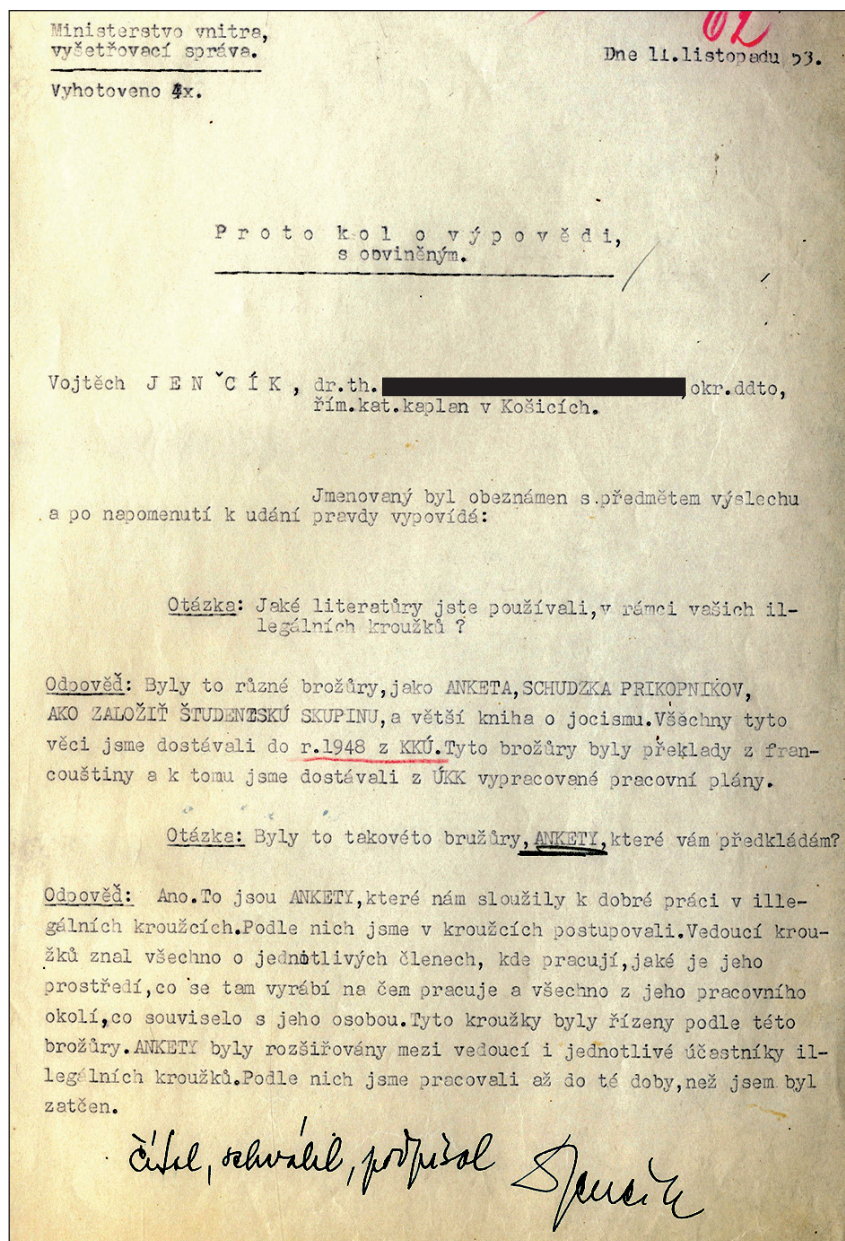 62
Ministerstvo vnitra,
vyšetřovací správa.
Dne 11.listopadu 53.
Vyhotoveno 4x.
P r o t o k o l o v ý p o v ě d i,
s obviněným.
Vojtěch J E N Č Í K , dr.th. ,okr.ddto,
řím.kat.kaplan v Košicích.
Jmenovaný byl obeznámen s předmětem výslechu
a po napomenutí k udání pravdy vypovídá:
Otázka: Jaké literatůry jste používali,v rámci vašich il-
legálních kroužků ?
Odpověď: Byly to různé brožůry,jako ANKETA,SCHUDZKA PRIKOPNIKOV,
AKO ZALOŽIŤ ŠTUDENTSKÚ SKUPINU,a větší kniha o jocismu.Všechny tyto
věci jsme dostávali do r.1948 z KKÚ.Tyto brožůry byly překlady z fran-
couštiny a k tomu jsme dostávali z ÚKK vypracované pracovní plány.
Otázka: Byly to takovéto bružůry,ANKETY,které vám předkládám?
Odpověď: Ano.To jsou ANKETY,které nám sloužily k dobré práci v ille-
gálních kroužcích.Podle nich jsme v kroužcích postupovali.Vedoucí krou-
žků znal všechno o jednotlivých členech, kde pracují,jaké je jeho
prostředí,co se tam vyrábí na čem pracuje a všechno z jeho pracovního
okolí,co souviselo s jeho osobou.Tyto kroužky byly řízeny podle této
brožůry.ANKETY byly rozšiřovány mezi vedoucí i jednotlivé účastníky il-
legálních kroužků.Podle nich jsme pracovali až do té doby,než jsem byl
zatčen.
čítal, schválil, podpísal Jenčík